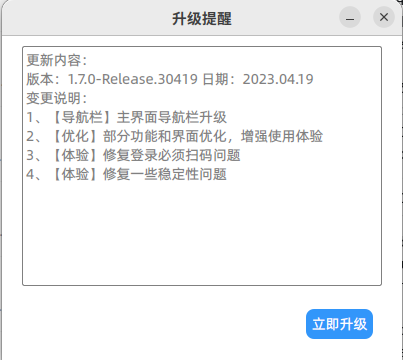 升级提醒
更新内容：
版本：1.7.0-Release.30419 日期：2023.04.19
变更说明：
1、【导航栏】主界面导航栏升级
2、【优化】部分功能和界面优化，增强使用体验
3、【体验】修复登录必须扫码问题
4、【体验】修复一些稳定性问题
立即升级